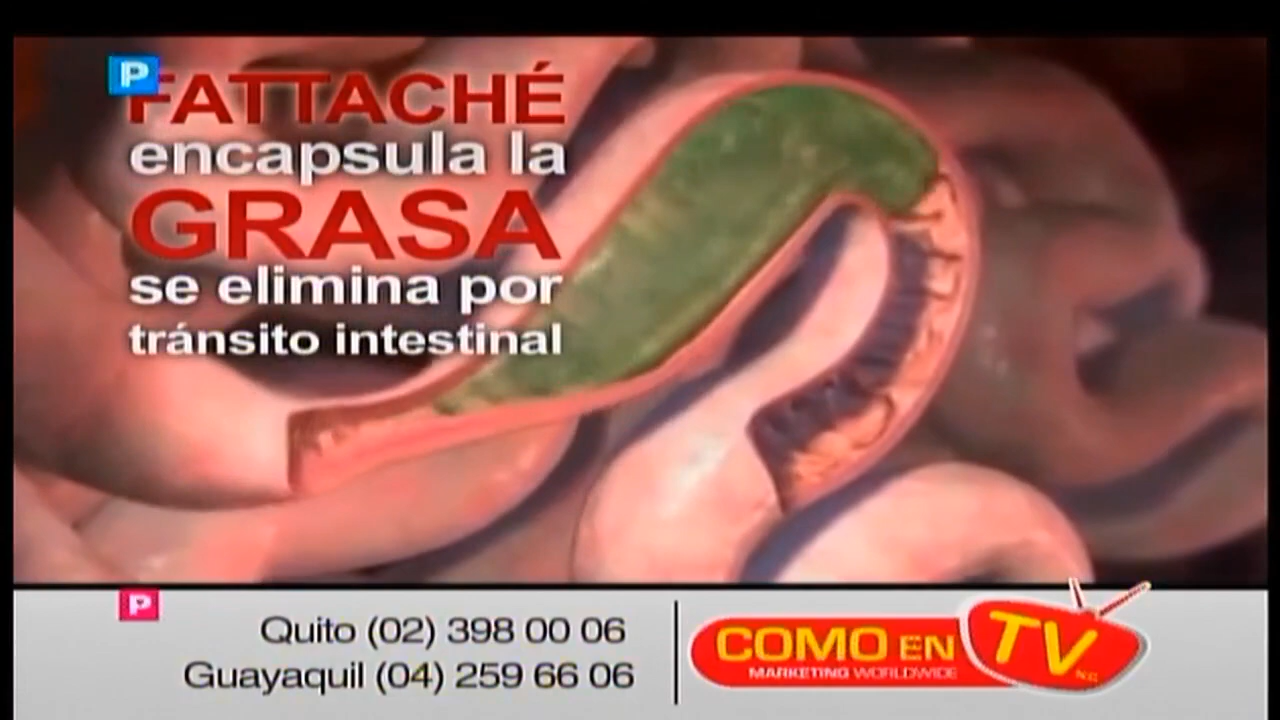 P
FATTACHÉ
encapsula la
GRASA
se elimina por
tránsito intestinal
P
Quito (02) 398 00 06
Guayaquil (04) 259 66 06
COMO EN TV
MARKETING WORLDWIDE